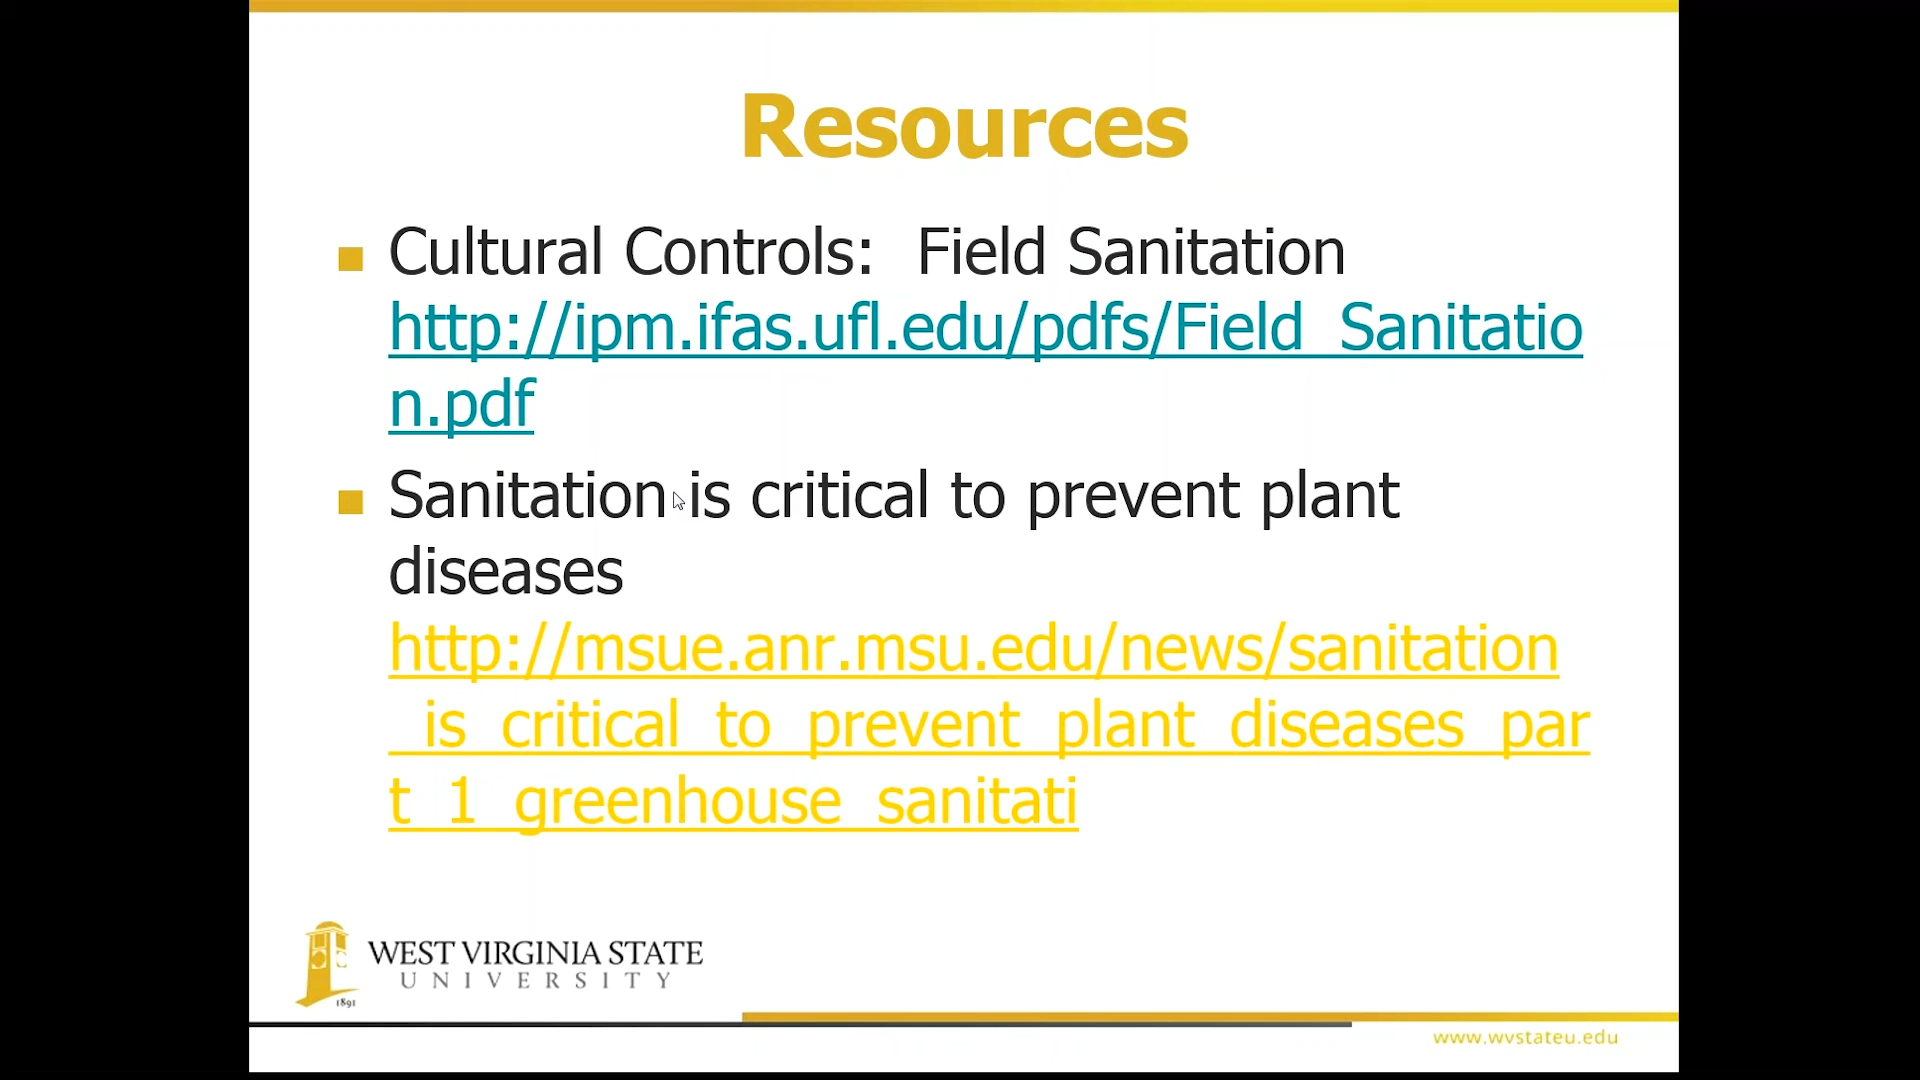 Resources
Cultural Controls:  Field Sanitation
http://ipm.ifas.ufl.edu/pdfs/Field_Sanitatio
n.pdf
Sanitation is critical to prevent plant
diseases
http://msue.anr.msu.edu/news/sanitation
_is_critical_to_prevent_plant_diseases_par
t_1_greenhouse_sanitati
WEST VIRGINIA STATE
UNIVERSITY
1891
www.wvstateu.edu